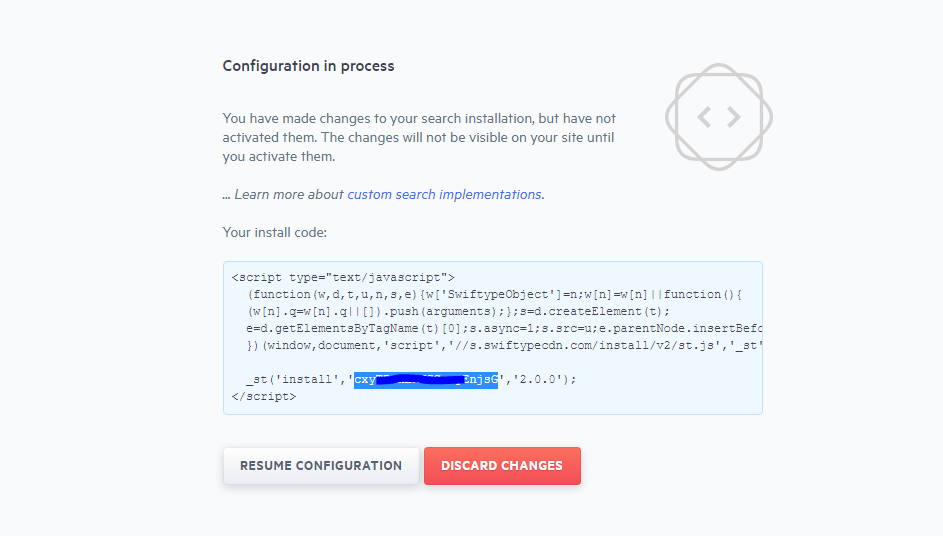 Configuration in process
You have made changes to your search installation, but have not
activated them. The changes will not be visible on your site until
you activate them.
... Learn more about custom search implementations.
Your install code:
<script type="text/javascript">
(function(w,d,t,u,n,s,e){w['SwiftypeObject']=n;w[n]=w[n]||function(){
(w[n].q=w[n].q||[]).push(arguments);};s=d.createElement(t);
e=d.getElementsByTagName(t)[0];s.async=1;s.src=u;e.parentNode.insertBefo
})(window,document,'script','//s.swiftypecdn.com/install/v2/st.js','_st'
_st('install','cxy EnjsG','2.0.0');
</script>
RESUME CONFIGURATION
DISCARD CHANGES